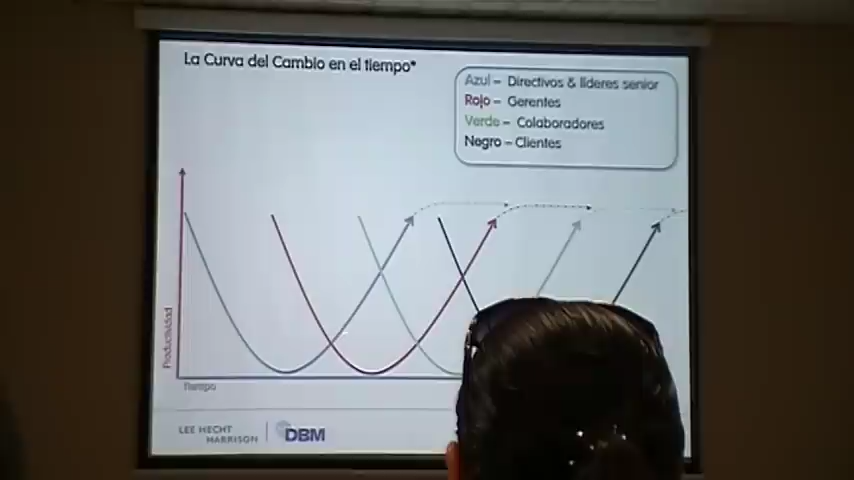 La Curva del Cambio en el tiempo*
Azul – Directivos & líderes senior
Rojo – Gerentes
Verde – Colaboradores
Negro – Clientes
Productividad
Tiempo
LEE HECHT
HARRISON
DBM